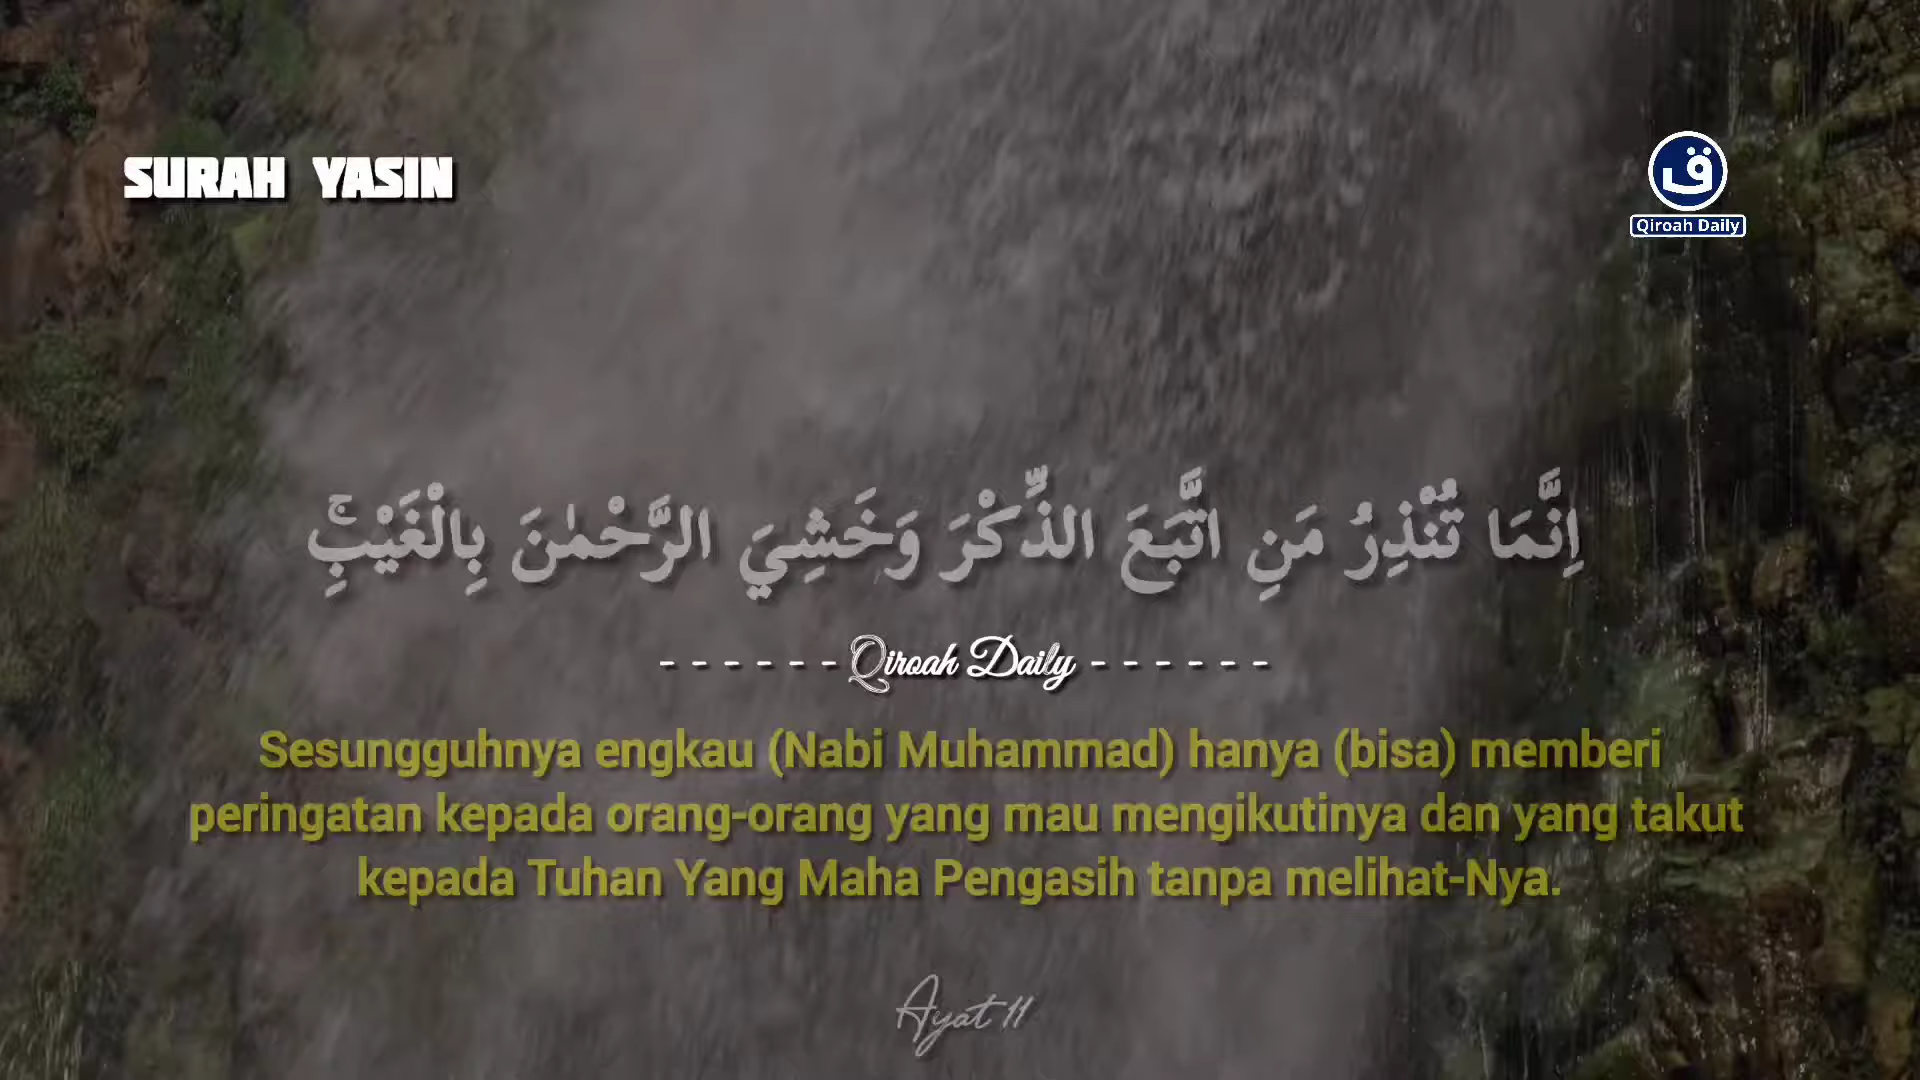 SURAH YASIN
ق
Qiroah Daily
اِنَّمَا تُنْذِرُ مَنِ اتَّبَعَ الذِّكْرَ وَخَشِيَ الرَّحْمٰنَ بِالْغَيْبِۚ
- - - - - - Qiroah Daily - - - - - -
Sesungguhnya engkau (Nabi Muhammad) hanya (bisa) memberi
peringatan kepada orang-orang yang mau mengikutinya dan yang takut
kepada Tuhan Yang Maha Pengasih tanpa melihat-Nya.
Ayat 11